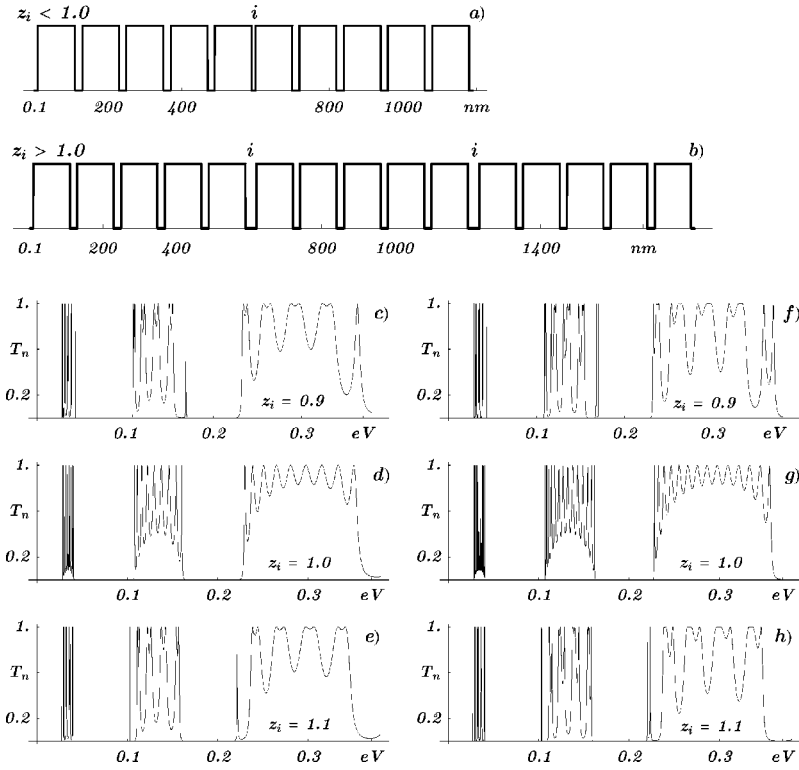 z_i < 1.0 i a)
0.1 200 400 800 1000 nm
z_i > 1.0 i i b)
0.1 200 400 800 1000 1400 nm
1. c)
T_n
0.2 z_i = 0.9
0.1 0.2 0.3 eV
1. f)
T_n
0.2 z_i = 0.9
0.1 0.2 0.3 eV
1. d)
T_n
0.2 z_i = 1.0
0.1 0.2 0.3 eV
1. g)
T_n
0.2 z_i = 1.0
0.1 0.2 0.3 eV
1. e)
T_n
0.2 z_i = 1.1
0.1 0.2 0.3 eV
1. h)
T_n
0.2 z_i = 1.1
0.1 0.2 0.3 eV